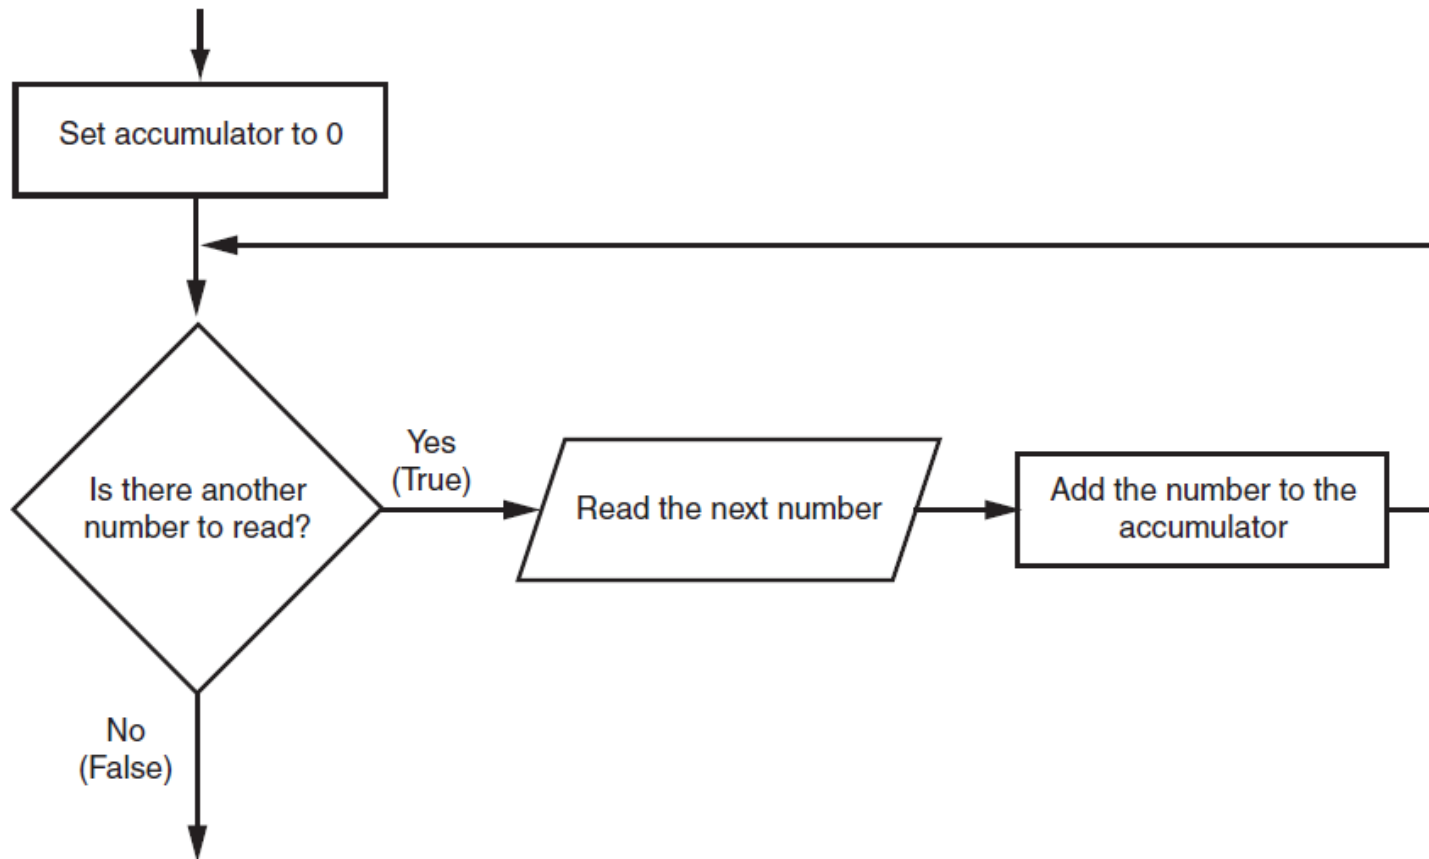 Set accumulator to 0
Yes
(True)
Is there another
number to read?
Read the next number
Add the number to the
accumulator
No
(False)